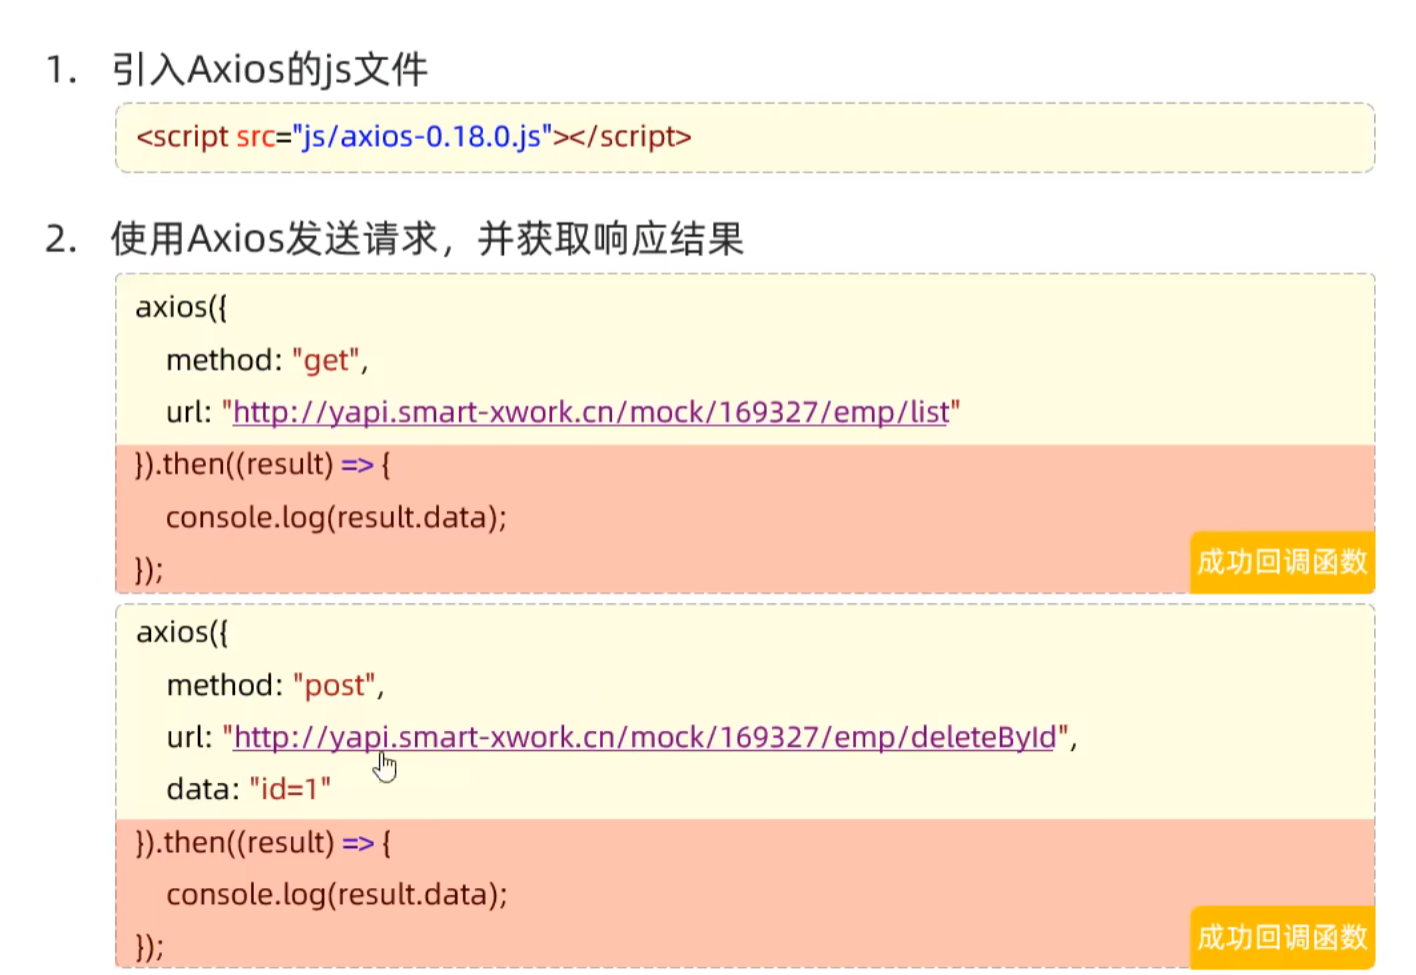 1. 引入Axios的js文件
<script src="js/axios-0.18.0.js"></script>
2. 使用Axios发送请求，并获取响应结果
axios({
method: "get",
url: "http://yapi.smart-xwork.cn/mock/169327/emp/list"
}).then((result) => {
console.log(result.data);
});
成功回调函数
axios({
method: "post",
url: "http://yapi.smart-xwork.cn/mock/169327/emp/deleteById",
data: "id=1"
}).then((result) => {
console.log(result.data);
});
成功回调函数